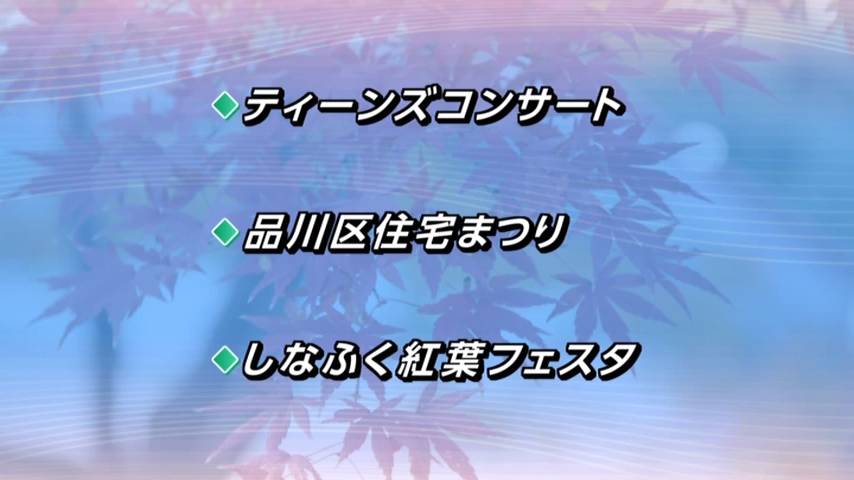 ティーンズコンサート
品川区住宅まつり
しなふく紅葉フェスタ